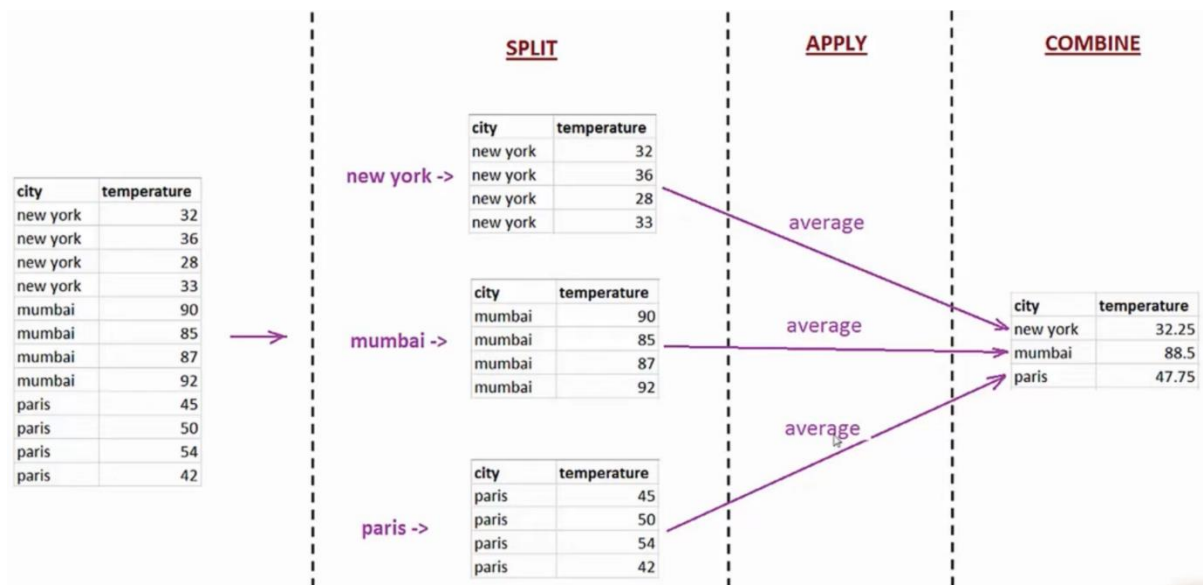 SPLIT
APPLY
COMBINE
city temperature
new york 32
new york 36
new york 28
new york 33
mumbai 90
mumbai 85
mumbai 87
mumbai 92
paris 45
paris 50
paris 54
paris 42
new york ->
city temperature
new york 32
new york 36
new york 28
new york 33
mumbai ->
city temperature
mumbai 90
mumbai 85
mumbai 87
mumbai 92
paris ->
city temperature
paris 45
paris 50
paris 54
paris 42
average
average
average
city temperature
new york 32.25
mumbai 88.5
paris 47.75